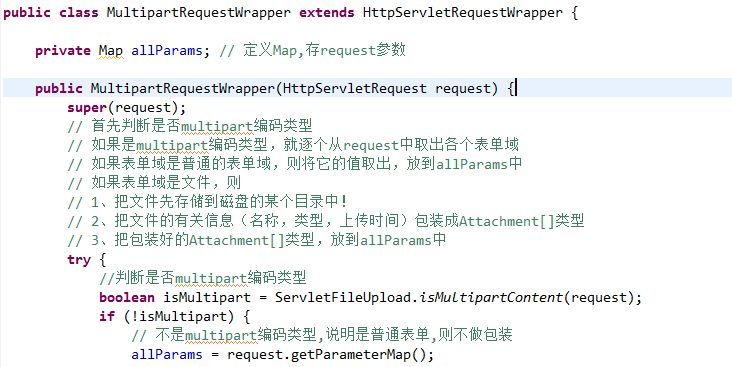 public class MultipartRequestWrapper extends HttpServletRequestWrapper {
private Map allParams; // 定义Map,存request参数
public MultipartRequestWrapper(HttpServletRequest request) {
super(request);
// 首先判断是否multipart编码类型
// 如果是multipart编码类型，就逐个从request中取出各个表单域
// 如果表单域是普通的表单域，则将它的值取出，放到allParams中
// 如果表单域是文件，则
// 1、把文件先存储到磁盘的某个目录中!
// 2、把文件的有关信息（名称，类型，上传时间）包装成Attachment[]类型
// 3、把包装好的Attachment[]类型，放到allParams中
try {
//判断是否multipart编码类型
boolean isMultipart = ServletFileUpload.isMultipartContent(request);
if (!isMultipart) {
// 不是multipart编码类型,说明是普通表单,则不做包装
allParams = request.getParameterMap();